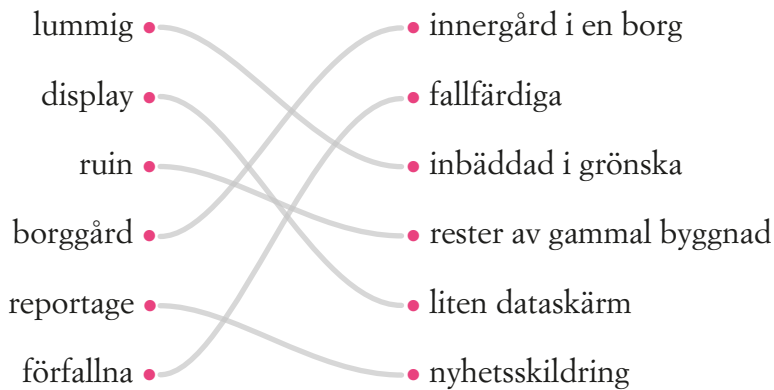 lummig
display
ruin
borggård
reportage
förfallna
innergård i en borg
fallfärdiga
inbäddad i grönska
rester av gammal byggnad
liten dataskärm
nyhetsskildring